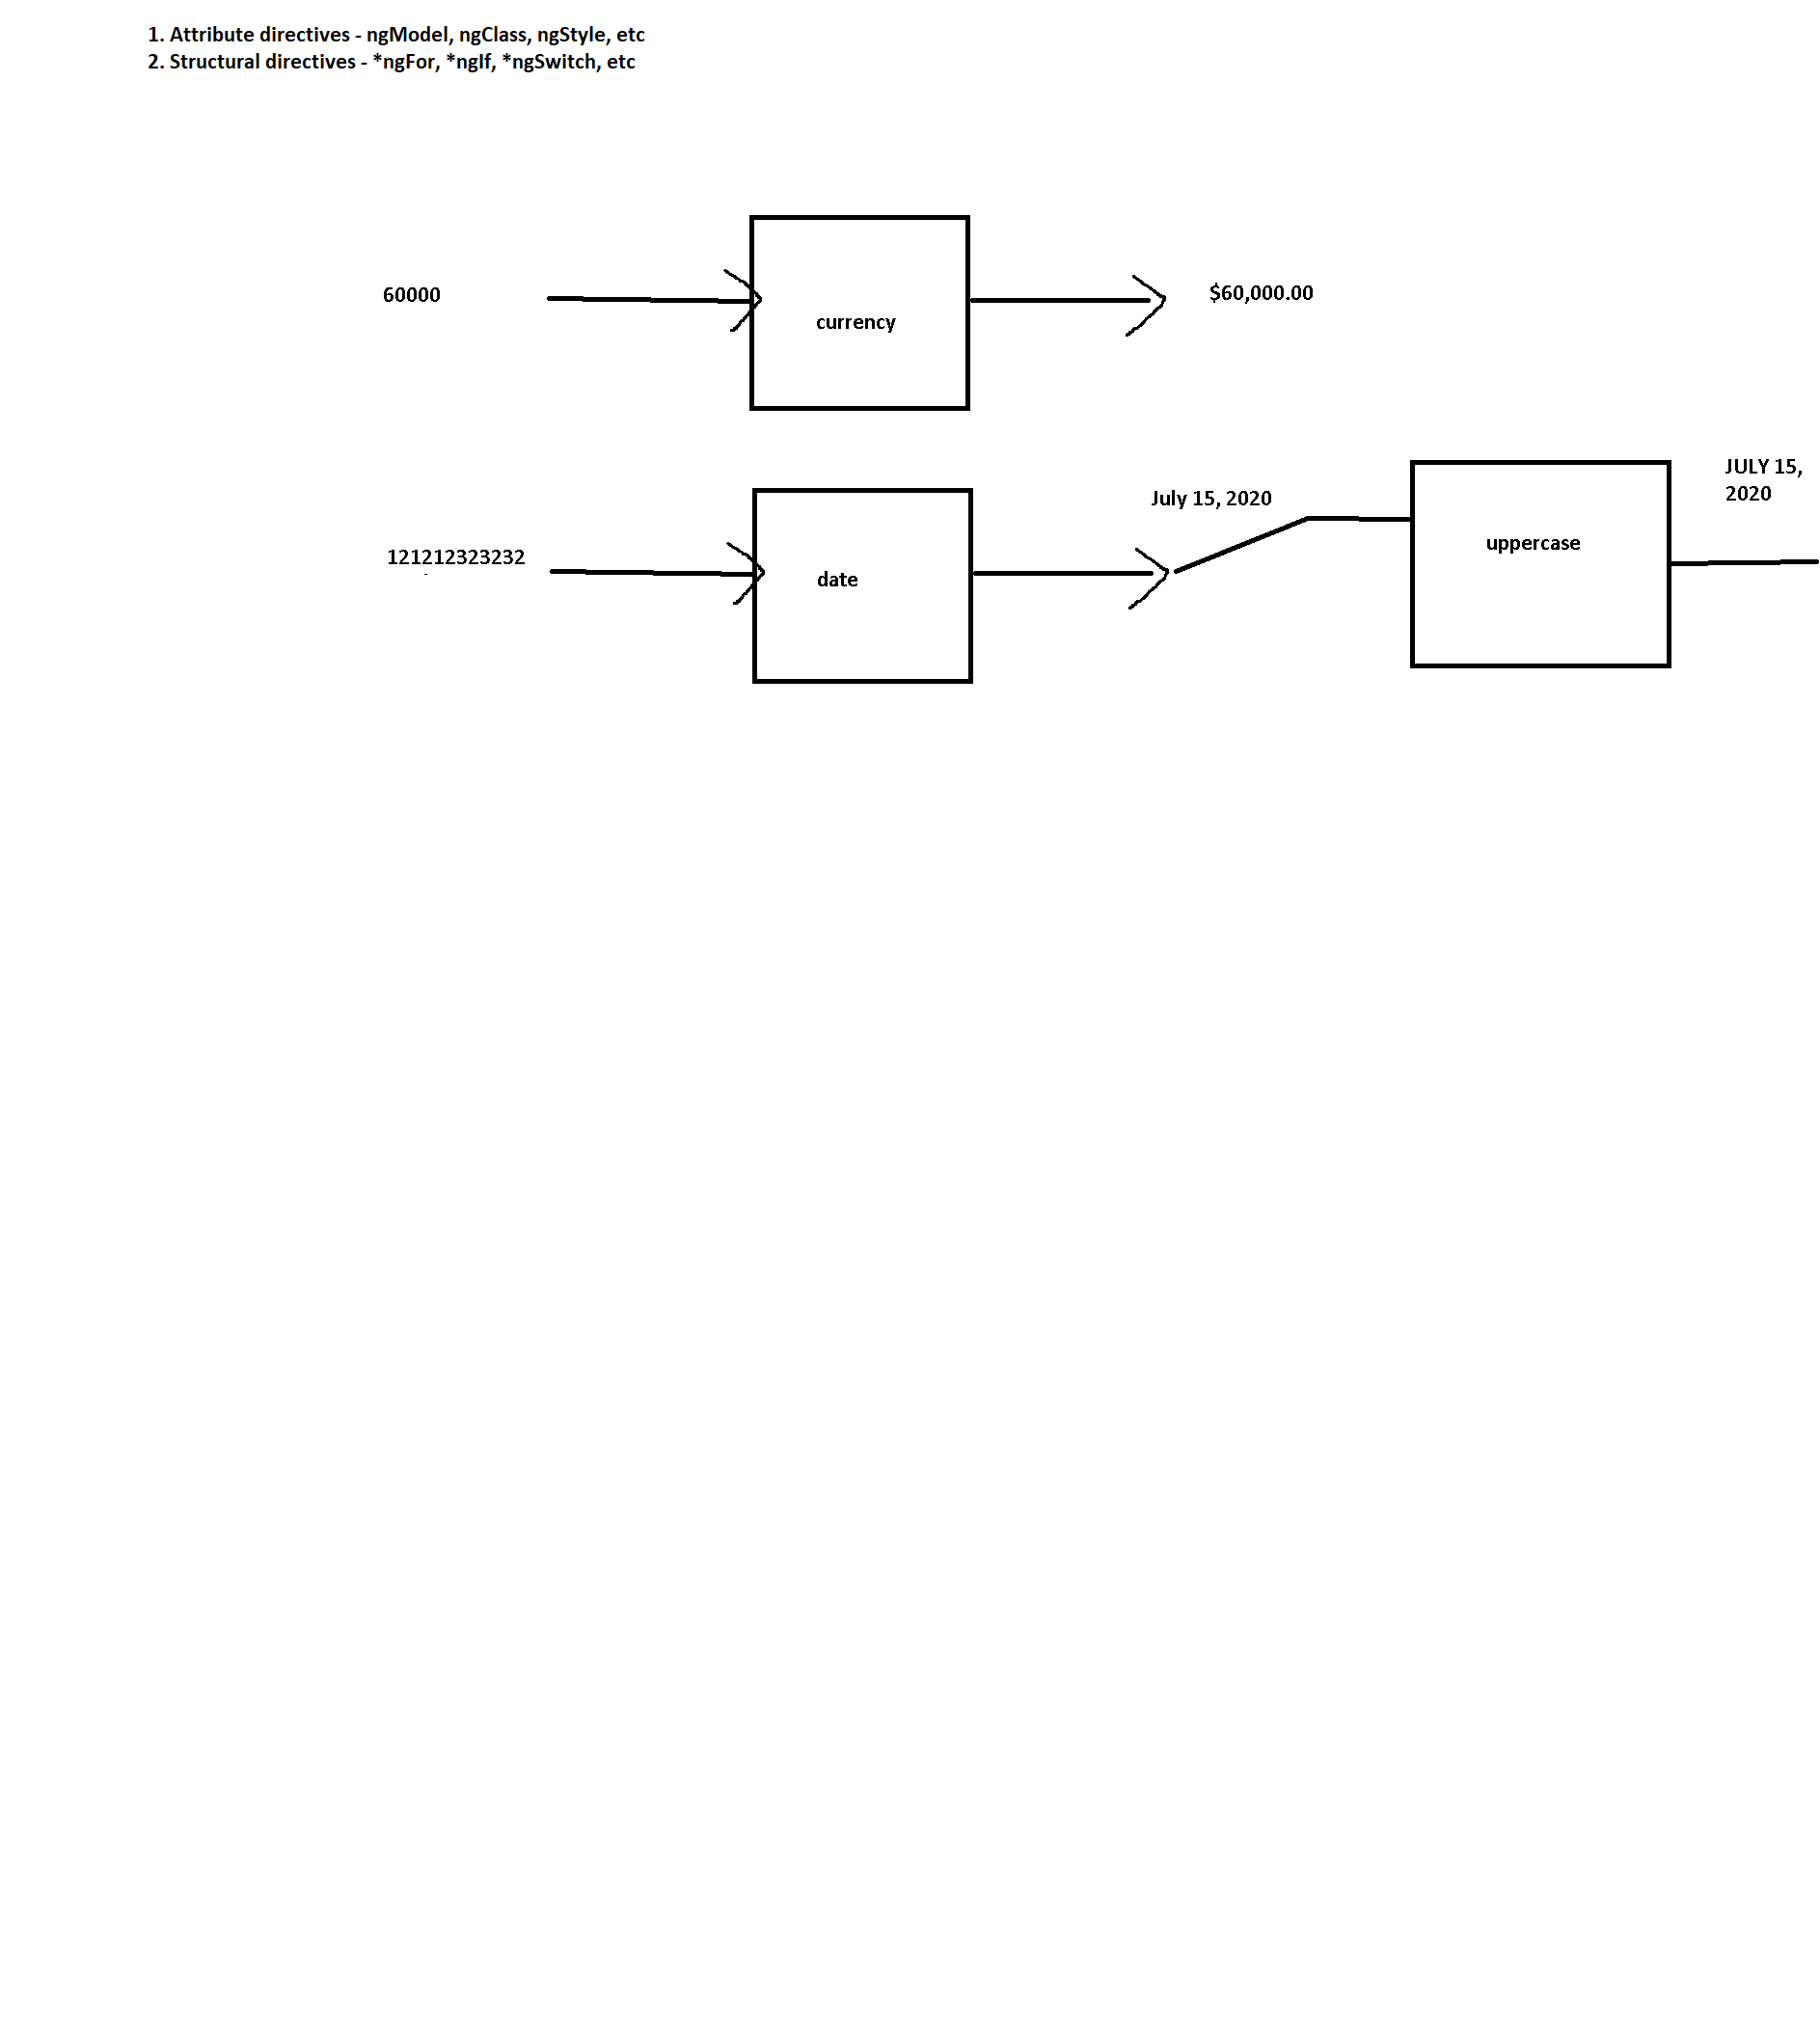 1. Attribute directives - ngModel, ngClass, ngStyle, etc
2. Structural directives - *ngFor, *ngIf, *ngSwitch, etc
60000
currency
$60,000.00
121212323232
date
July 15, 2020
uppercase
JULY 15,
2020